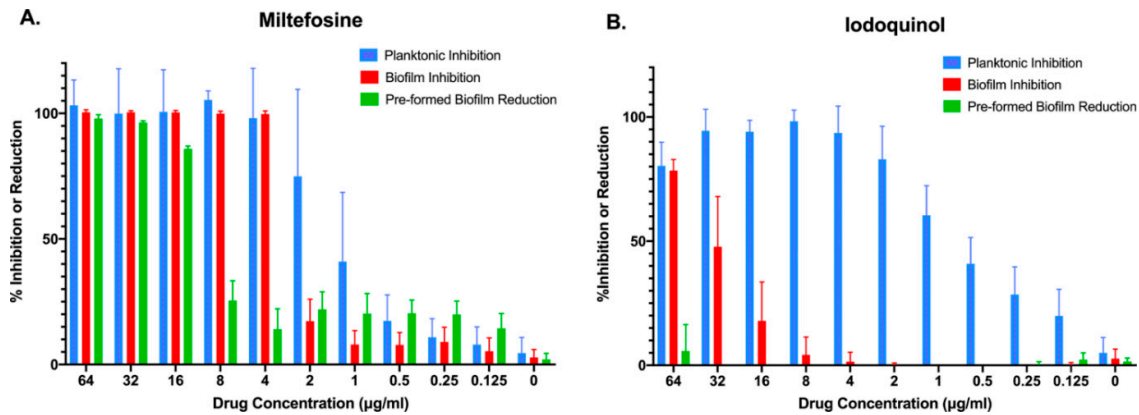 A.
Miltefosine
Planktonic Inhibition
Biofilm Inhibition
Pre-formed Biofilm Reduction
% Inhibition or Reduction
100
50
0
64 32 16 8 4 2 1 0.5 0.25 0.125 0
Drug Concentration (µg/ml)
B.
Iodoquinol
Planktonic Inhibition
Biofilm Inhibition
Pre-formed Biofilm Reduction
%Inhibition or Reduction
100
50
0
64 32 16 8 4 2 1 0.5 0.25 0.125 0
Drug Concentration (µg/ml)